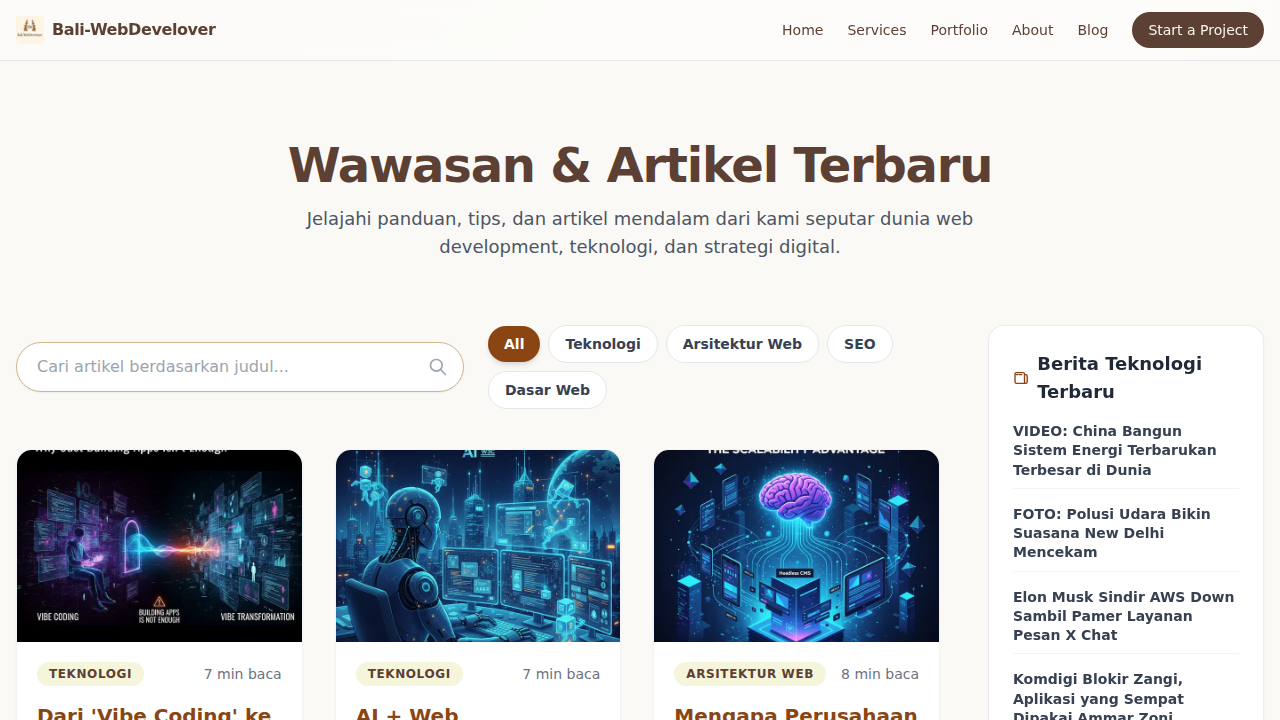 Bali-WebDevelover
Home
Services
Portfolio
About
Blog
Start a Project
Wawasan & Artikel Terbaru
Jelajahi panduan, tips, dan artikel mendalam dari kami seputar dunia web
development, teknologi, dan strategi digital.
Cari artikel berdasarkan judul...
All
Teknologi
Arsitektur Web
SEO
Dasar Web
VIBE CODING
BUILDING APPS
IS NOT ENOUGH
VIBE TRANSFORMATION
TEKNOLOGI
7 min baca
Dari 'Vibe Coding' ke
AI
TEKNOLOGI
7 min baca
AI + Web
THE SCALABILITY ADVANTAGE
Headless CMS
ARSITEKTUR WEB
8 min baca
Mengapa Perusahaan
Berita Teknologi
Terbaru
VIDEO: China Bangun
Sistem Energi Terbarukan
Terbesar di Dunia
FOTO: Polusi Udara Bikin
Suasana New Delhi
Mencekam
Elon Musk Sindir AWS Down
Sambil Pamer Layanan
Pesan X Chat
Komdigi Blokir Zangi,
Aplikasi yang Sempat
Dipakai Ammar Zoni